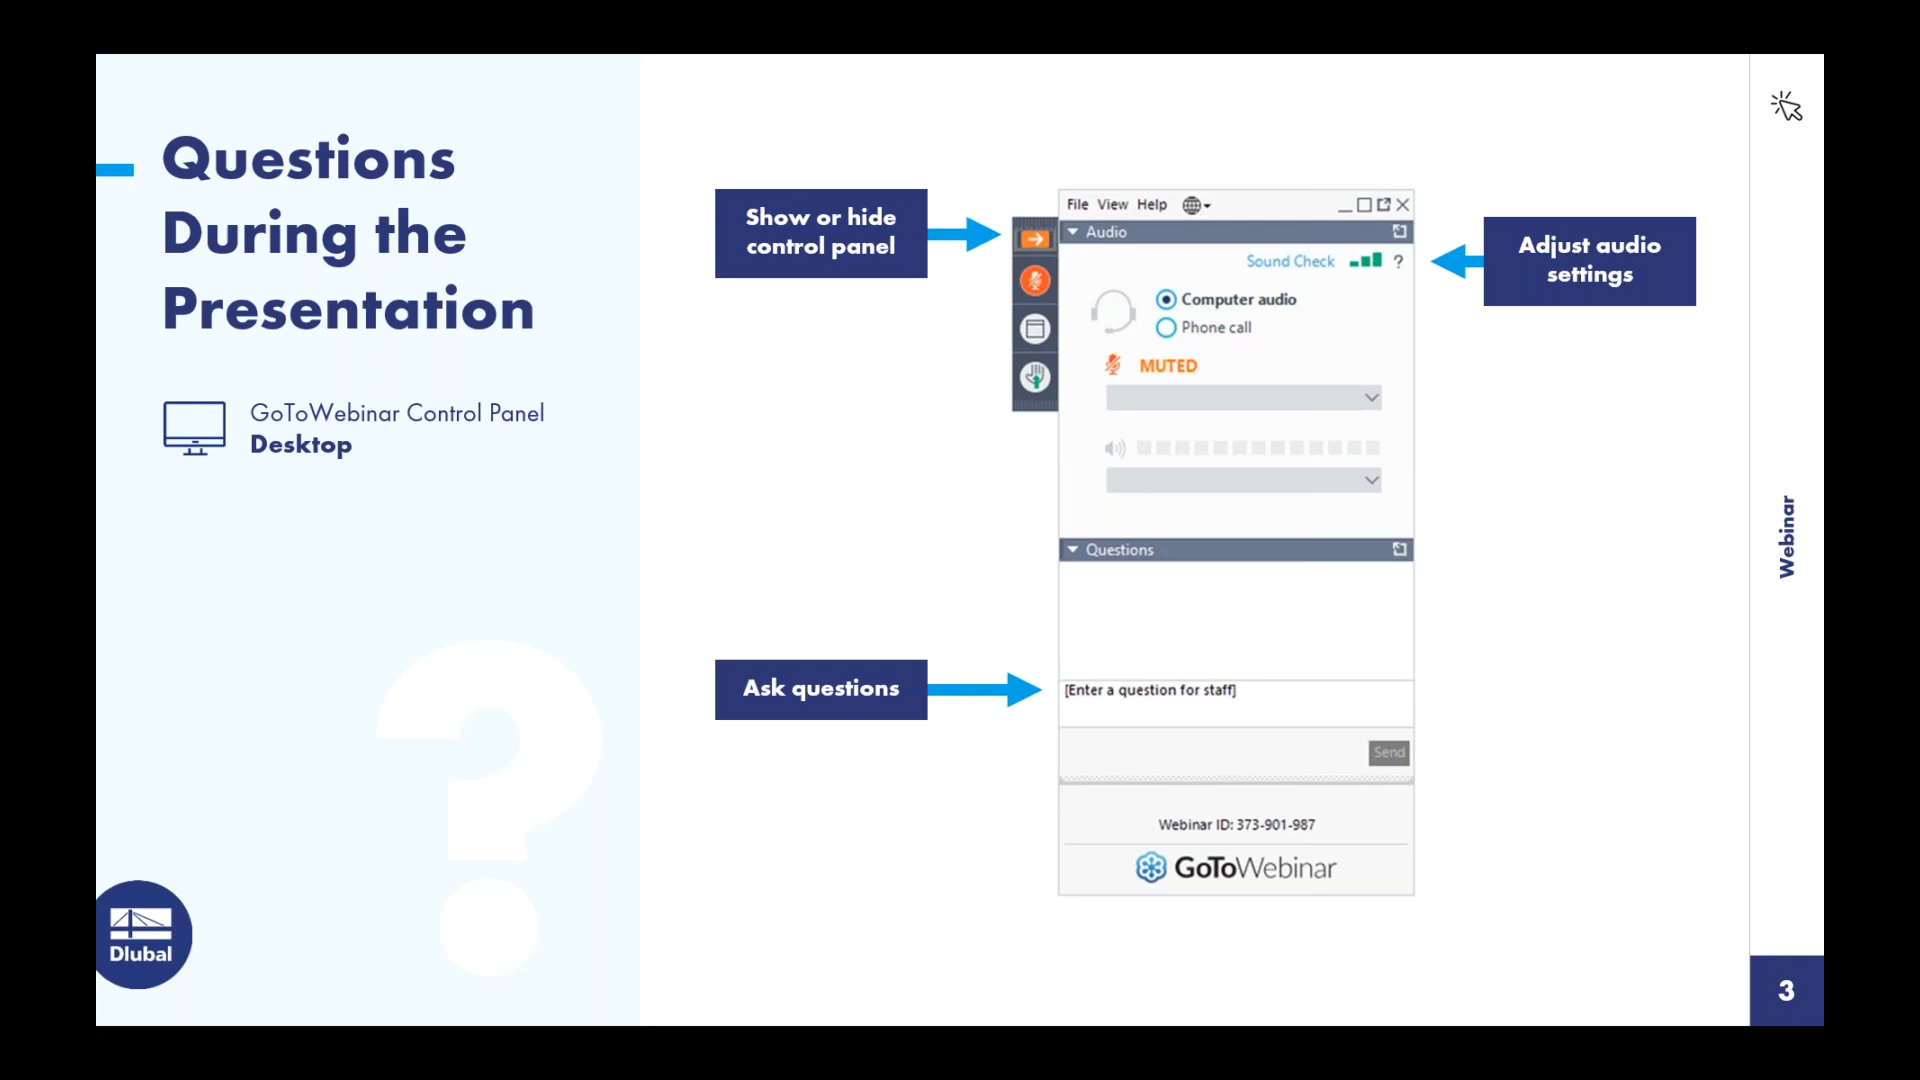 Questions
During the
Presentation
GoToWebinar Control Panel
Desktop
Dlubal
Show or hide
control panel
Ask questions
File View Help
Audio
Sound Check ?
Computer audio
Phone call
MUTED
Questions
[Enter a question for staff]
Send
Webinar ID: 373-901-987
GoToWebinar
Adjust audio
settings
Webinar
3